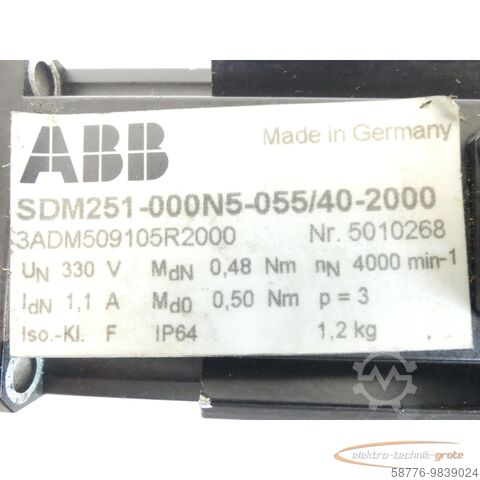 ABB Made in Germany
SDM251-000N5-055/40-2000
3ADM509105R2000 Nr. 5010268
UN 330 V MdN 0,48 Nm nN 4000 min-1
IdN 1,1 A Md0 0,50 Nm p = 3
Iso.-Kl. F IP64 1,2 kg
elektro-technik-grote
58776-9839024